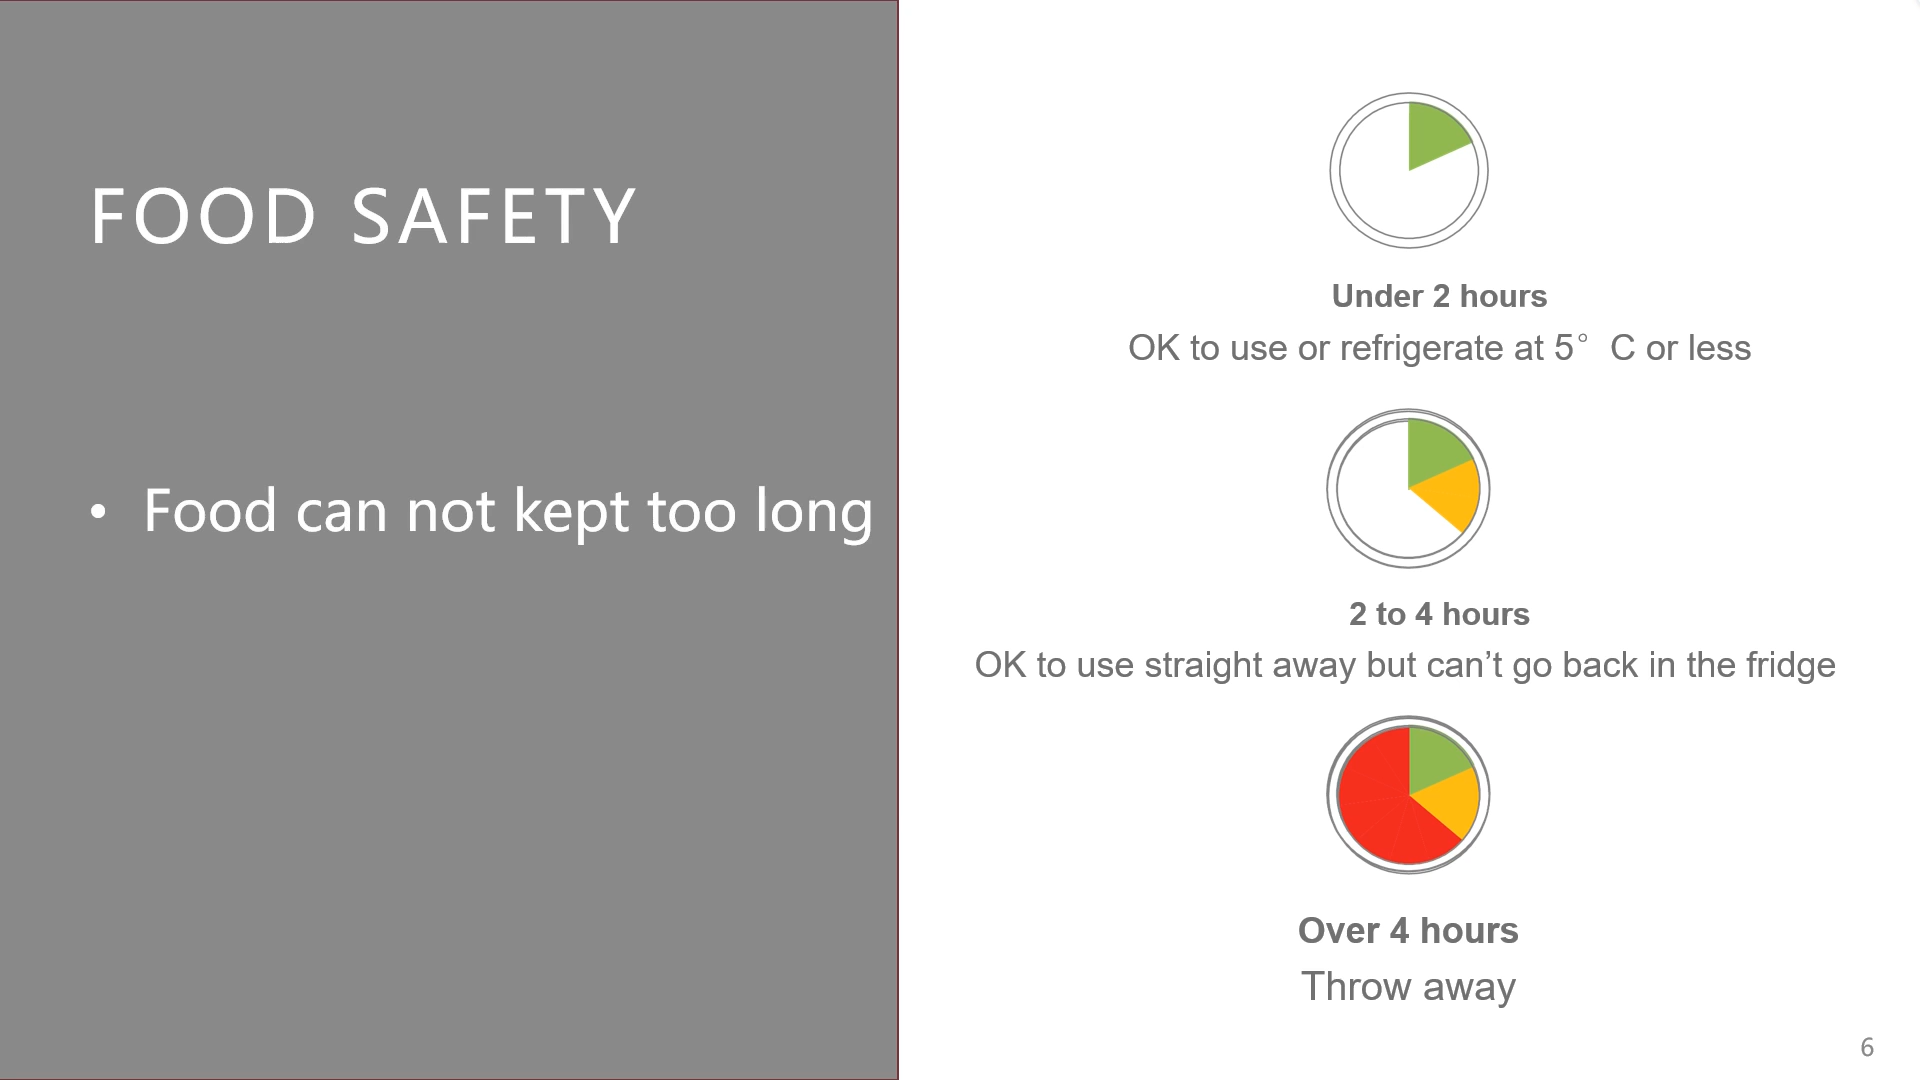 FOOD SAFETY
• Food can not kept too long
Under 2 hours
OK to use or refrigerate at 5° C or less
2 to 4 hours
OK to use straight away but can’t go back in the fridge
Over 4 hours
Throw away
6